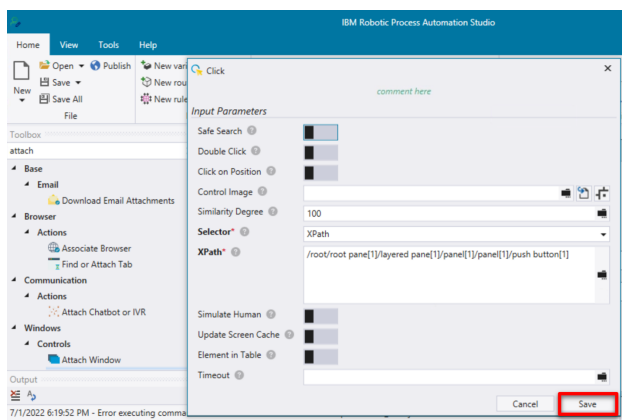 IBM Robotic Process Automation Studio
Home View Tools Help
New
Open
Publish
Save
Save All
File
New
New
New rule
Toolbox
attach
Base
Email
Download Email Attachments
Browser
Actions
Associate Browser
Find or Attach Tab
Communication
Actions
Attach Chatbot or IVR
Windows
Controls
Attach Window
Output
7/1/2022 6:19:52 PM - Error executing comma
Click
comment here
Input Parameters
Safe Search
Double Click
Click on Position
Control Image
Similarity Degree 100
Selector* XPath
XPath* /root/root pane[1]/layered pane[1]/panel[1]/panel[1]/push button[1]
Simulate Human
Update Screen Cache
Element in Table
Timeout
Cancel Save